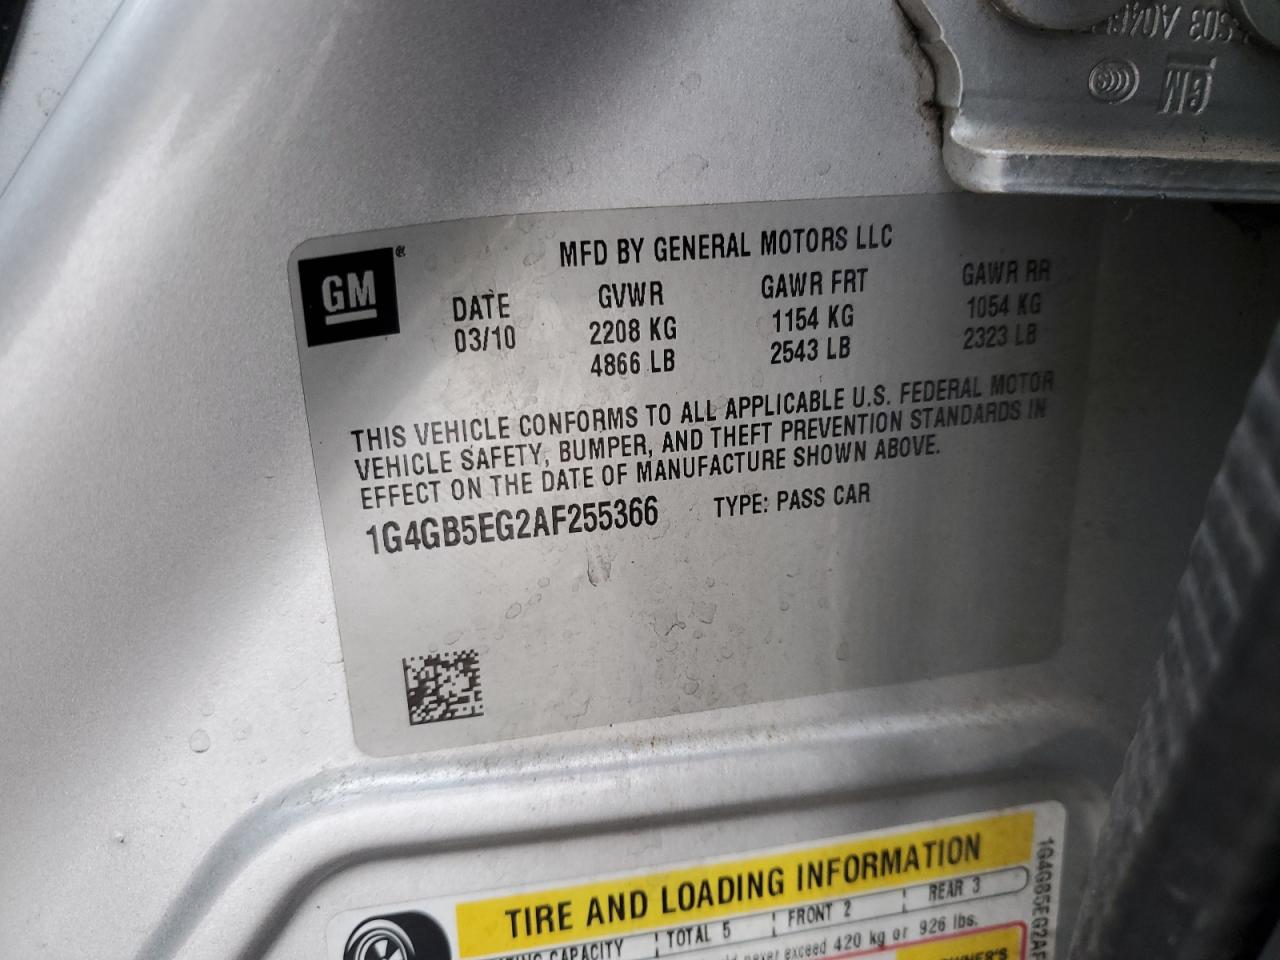 GM
GM ®
MFD BY GENERAL MOTORS LLC
DATE GVWR GAWR FRT GAWR RR
03/10 2208 KG 1154 KG 1054 KG
4866 LB 2543 LB 2323 LB
THIS VEHICLE CONFORMS TO ALL APPLICABLE U.S. FEDERAL MOTOR
VEHICLE SAFETY, BUMPER, AND THEFT PREVENTION STANDARDS IN
EFFECT ON THE DATE OF MANUFACTURE SHOWN ABOVE.
1G4GB5EG2AF255366 TYPE: PASS CAR
TIRE AND LOADING INFORMATION
CAPACITY TOTAL 5 FRONT 2 REAR 3
never exceed 420 kg or 926 lbs.
1G4GB5EG2AF